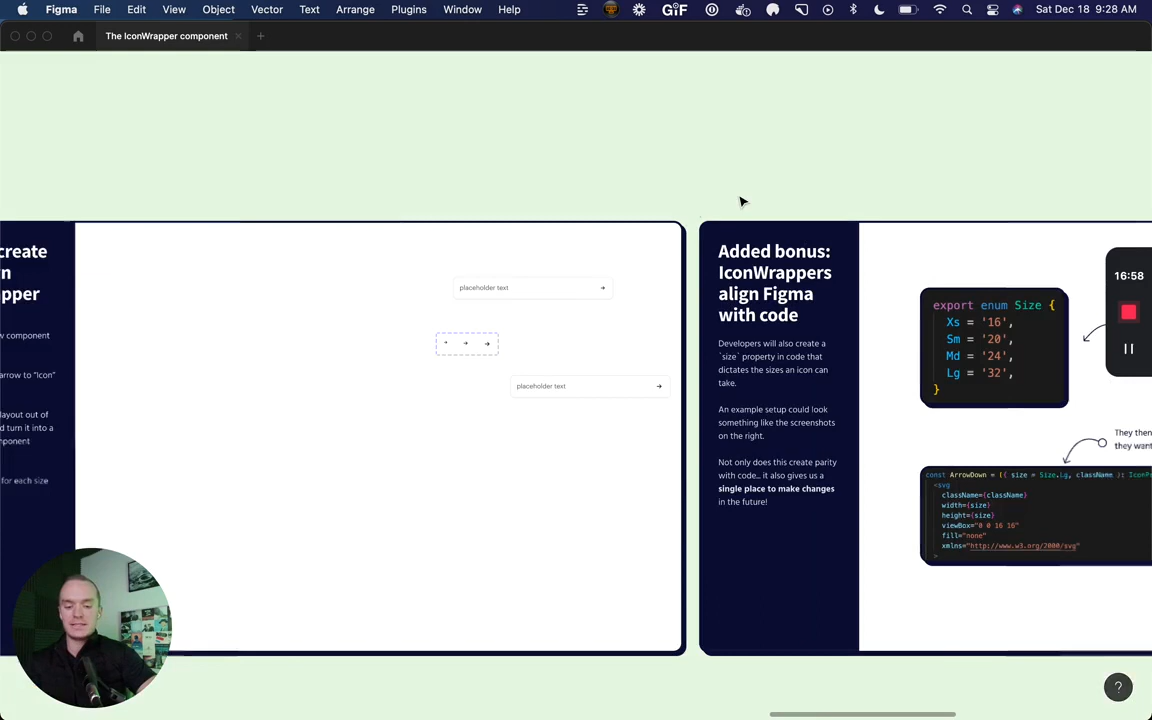 Figma File Edit View Object Vector Text Arrange Plugins Window Help GIF Sat Dec 18 9:28 AM
The IconWrapper component
create
n
pper
w component
arrow to "Icon"
layout out of
d turn it into a
mponent
for each size
placeholder text
placeholder text
Added bonus:
IconWrappers
align Figma
with code
Developers will also create a
`size` property in code that
dictates the sizes an icon can
take.
An example setup could look
something like the screenshots
on the right.
Not only does this create parity
with code... it also gives us a
single place to make changes
in the future!
export enum Size {
Xs = '16',
Sm = '20',
Md = '24',
Lg = '32',
}
16:58
They then
they want
const ArrowDown = ({ size = Size.Lg, className }: IconPr
<svg
className={className}
width={size}
height={size}
viewBox="0 0 16 16"
fill="none"
xmlns="http://www.w3.org/2000/svg"
>
?